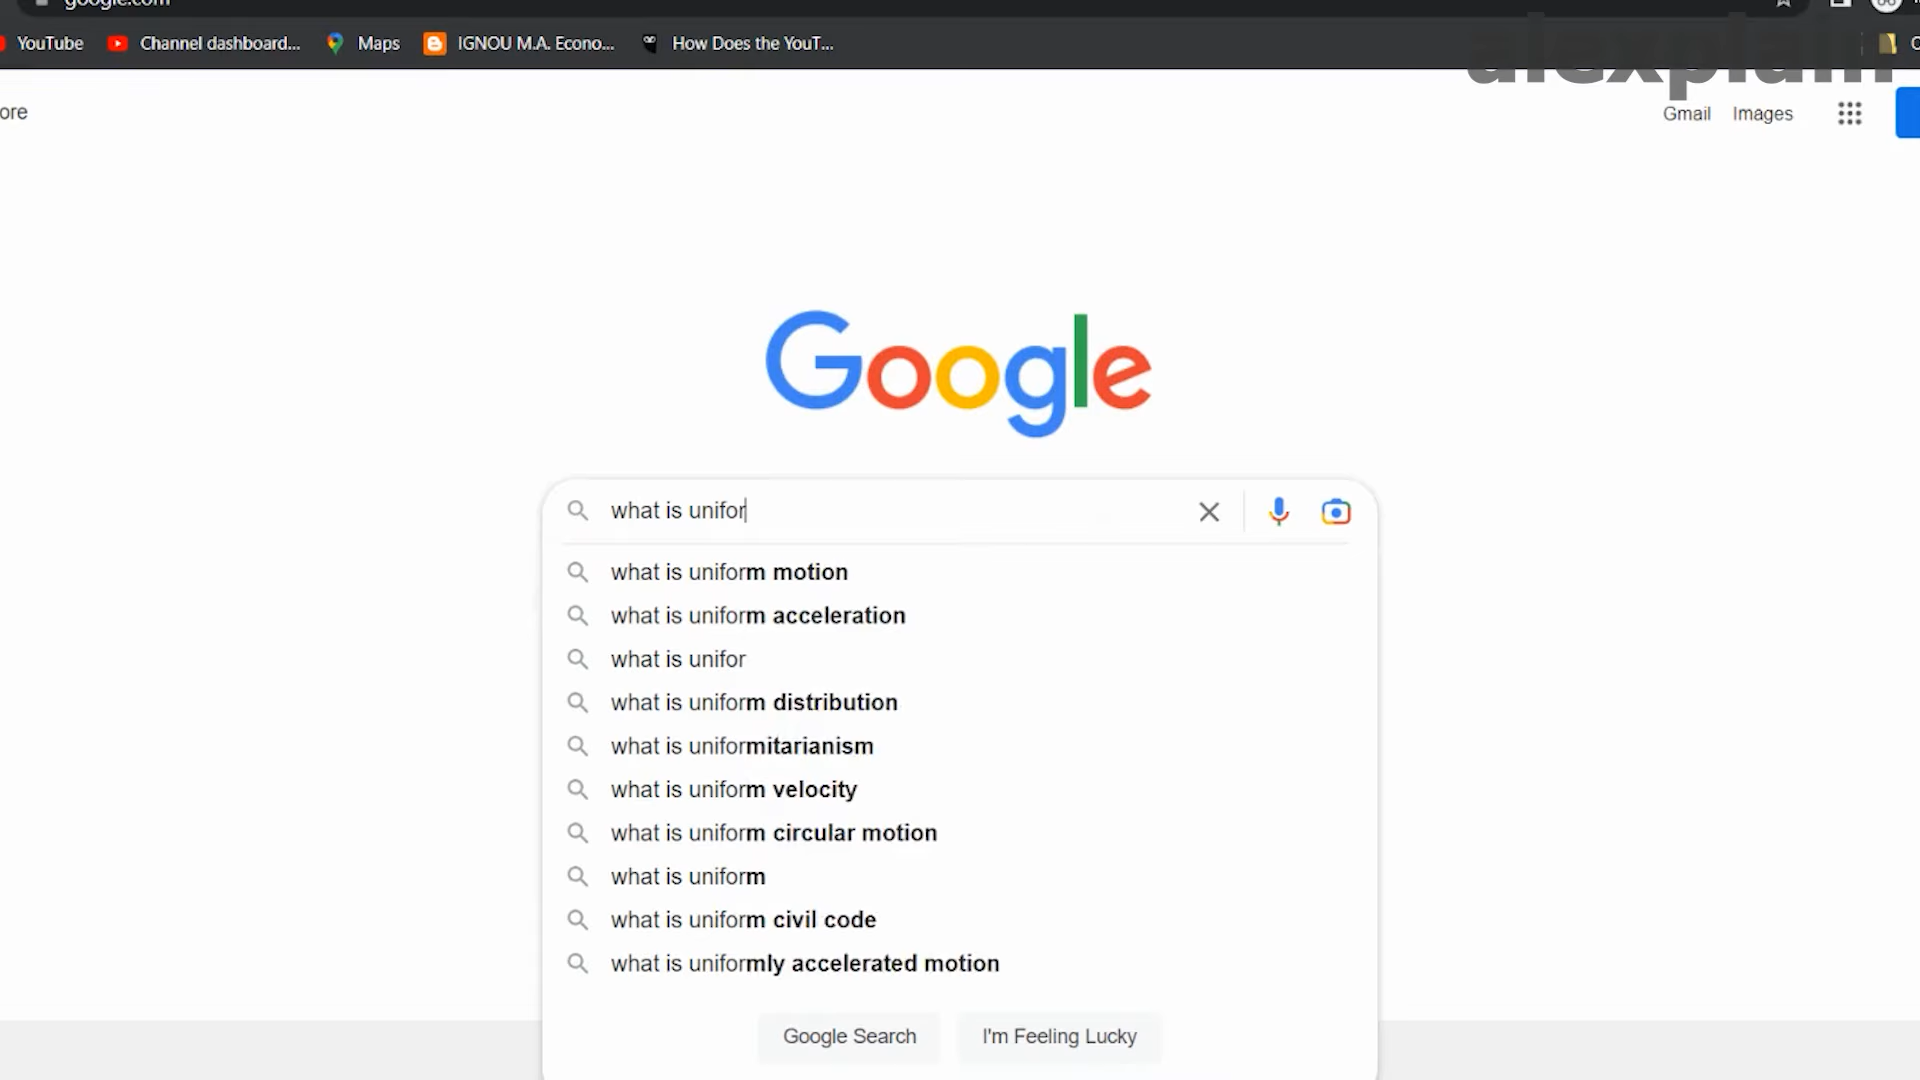 google.com
YouTube
Channel dashboard...
Maps
IGNOU M.A. Econo...
How Does the YouT...
alexplain
ore
Gmail
Images
Google
what is unifor
what is uniform motion
what is uniform acceleration
what is unifor
what is uniform distribution
what is uniformitarianism
what is uniform velocity
what is uniform circular motion
what is uniform
what is uniform civil code
what is uniformly accelerated motion
Google Search
I'm Feeling Lucky